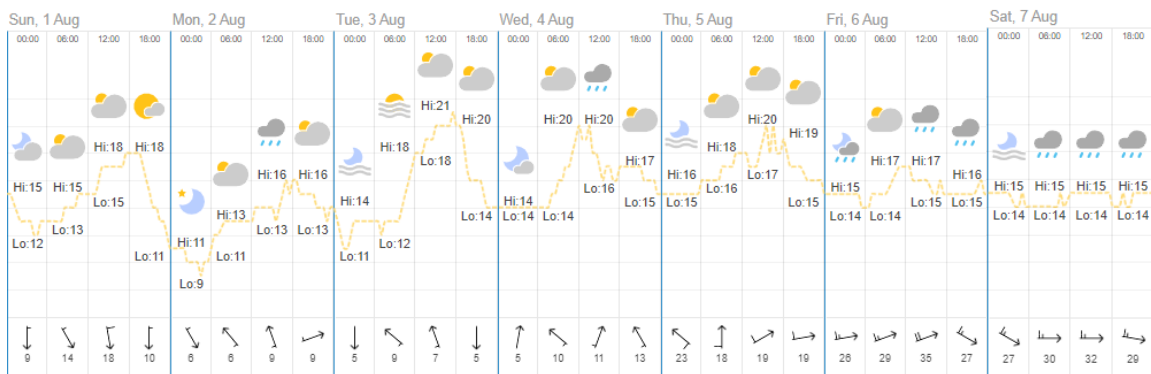 Sun, 1 Aug Mon, 2 Aug Tue, 3 Aug Wed, 4 Aug Thu, 5 Aug Fri, 6 Aug Sat, 7 Aug
00:00 06:00 12:00 18:00 00:00 06:00 12:00 18:00 00:00 06:00 12:00 18:00 00:00 06:00 12:00 18:00 00:00 06:00 12:00 18:00 00:00 06:00 12:00 18:00 00:00 06:00 12:00 18:00
Hi:15 Hi:15 Hi:18 Hi:18 Hi:11 Hi:13 Hi:16 Hi:16 Hi:14 Hi:18 Hi:21 Hi:20 Hi:14 Hi:20 Hi:20 Hi:17 Hi:16 Hi:18 Hi:20 Hi:19 Hi:15 Hi:17 Hi:17 Hi:16 Hi:15 Hi:15 Hi:15 Hi:15
Lo:12 Lo:13 Lo:15 Lo:11 Lo:9 Lo:11 Lo:13 Lo:13 Lo:11 Lo:12 Lo:18 Lo:14 Lo:14 Lo:14 Lo:16 Lo:15 Lo:15 Lo:16 Lo:17 Lo:15 Lo:14 Lo:14 Lo:15 Lo:15 Lo:14 Lo:14 Lo:14 Lo:14
9 14 18 10 6 6 9 9 5 9 7 5 5 10 11 13 23 18 19 19 26 29 35 27 27 30 32 29